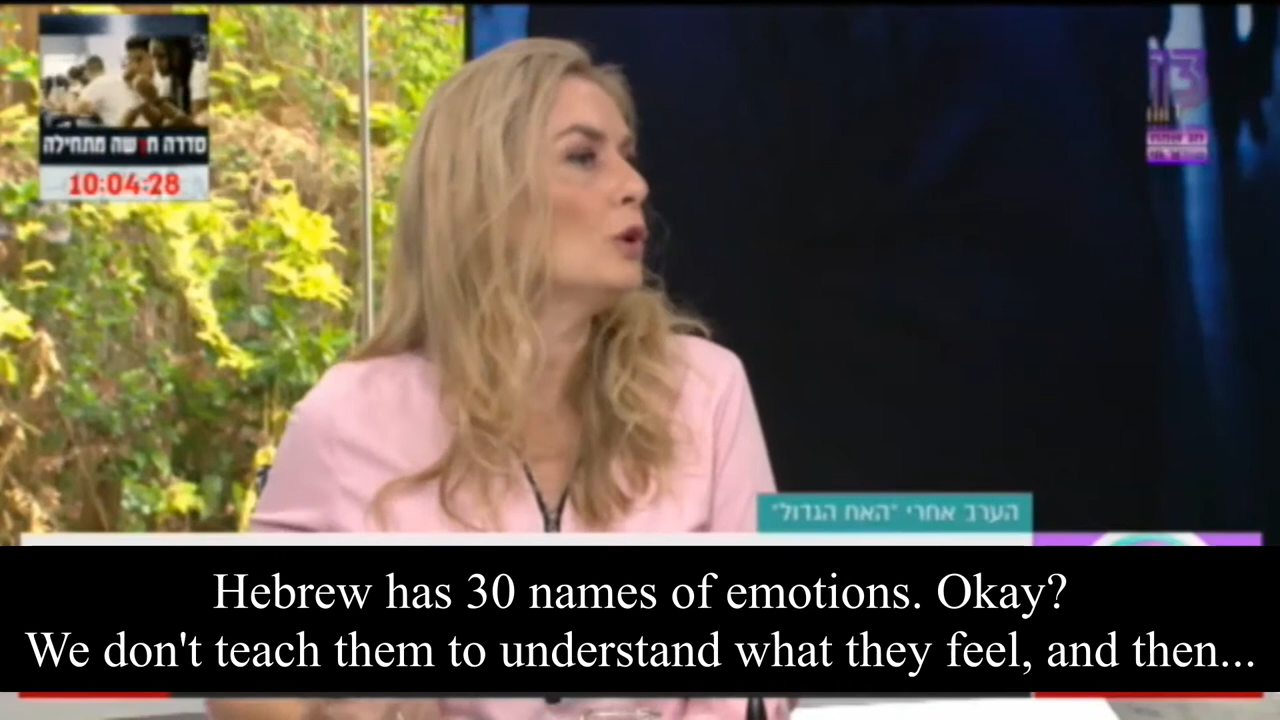 סדרה חדשה מתחילה
10:04:28
13
הערב אחרי "האח הגדול"
Hebrew has 30 names of emotions. Okay?
We don't teach them to understand what they feel, and then...